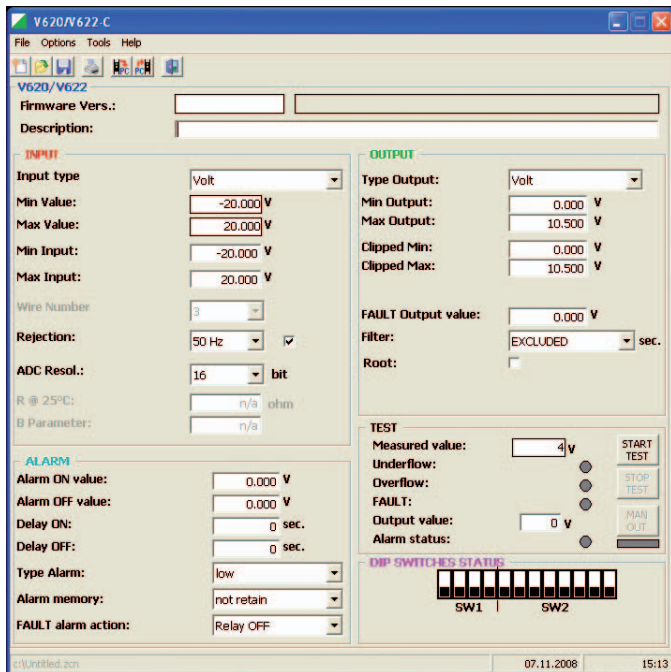 V620/V622-C
File Options Tools Help
PC PC
V620/V622
Firmware Vers.:
Description:
INPUT
Input type Volt
Min Value: -20.000 V
Max Value: 20.000 V
Min Input: -20.000 V
Max Input: 20.000 V
Wire Number 3
Rejection: 50 Hz
ADC Resol.: 16 bit
R @ 25°C: n/a ohm
B Parameter: n/a
ALARM
Alarm ON value: 0.000 V
Alarm OFF value: 0.000 V
Delay ON: 0 sec.
Delay OFF: 0 sec.
Type Alarm: low
Alarm memory: not retain
FAULT alarm action: Relay OFF
OUTPUT
Type Output: Volt
Min Output: 0.000 V
Max Output: 10.500 V
Clipped Min: 0.000 V
Clipped Max: 10.500 V
FAULT Output value: 0.000 V
Filter: EXCLUDED sec.
Root:
TEST
Measured value: 4 V
Underflow:
Overflow:
FAULT:
Output value: 0 V
Alarm status:
START TEST
STOP TEST
MAN OUT
DIP SWITCHES STATUS
SW1 SW2
c:\Untitled.zcn 07.11.2008 15:13